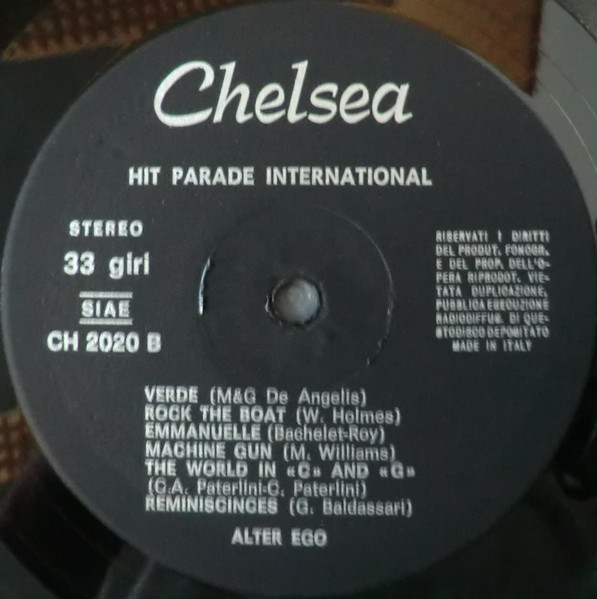 Chelsea
HIT PARADE INTERNATIONAL
STEREO
33 giri
SIAE
CH 2020 B
RISERVATI I DIRITTI
DEL PRODUT. FONOGR.
E DEL PROP. DELL'O-
PERA RIPRODOT. VIE-
TATA DUPLICAZIONE,
PUBBLICA ESECUZIONE
RADIODIFFUS. DI QUE-
STO DISCO DEPOSITATO
MADE IN ITALY
VERDE (M&G De Angelis)
ROCK THE BOAT (W. Holmes)
EMMANUELLE (Bachelet-Roy)
MACHINE GUN (M. Williams)
THE WORLD IN «C» AND «G»
(G.A. Paterlini-C. Paterlini)
REMINISCINCES (G. Baldassari)
ALTER EGO